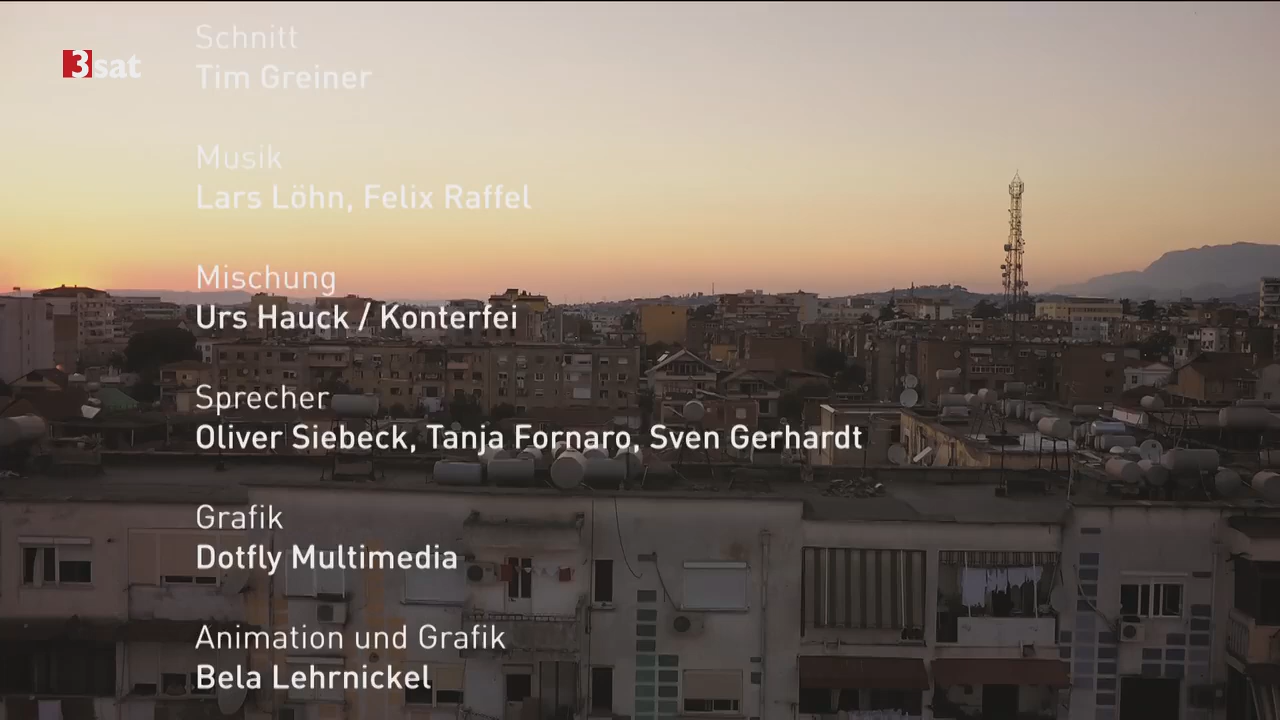 Schnitt
3sat
Tim Greiner
Musik
Lars Löhn, Felix Raffel
Mischung
Urs Hauck / Konterfei
Sprecher
Oliver Siebeck, Tanja Fornaro, Sven Gerhardt
Grafik
Dotfly Multimedia
Animation und Grafik
Bela Lehrnickel